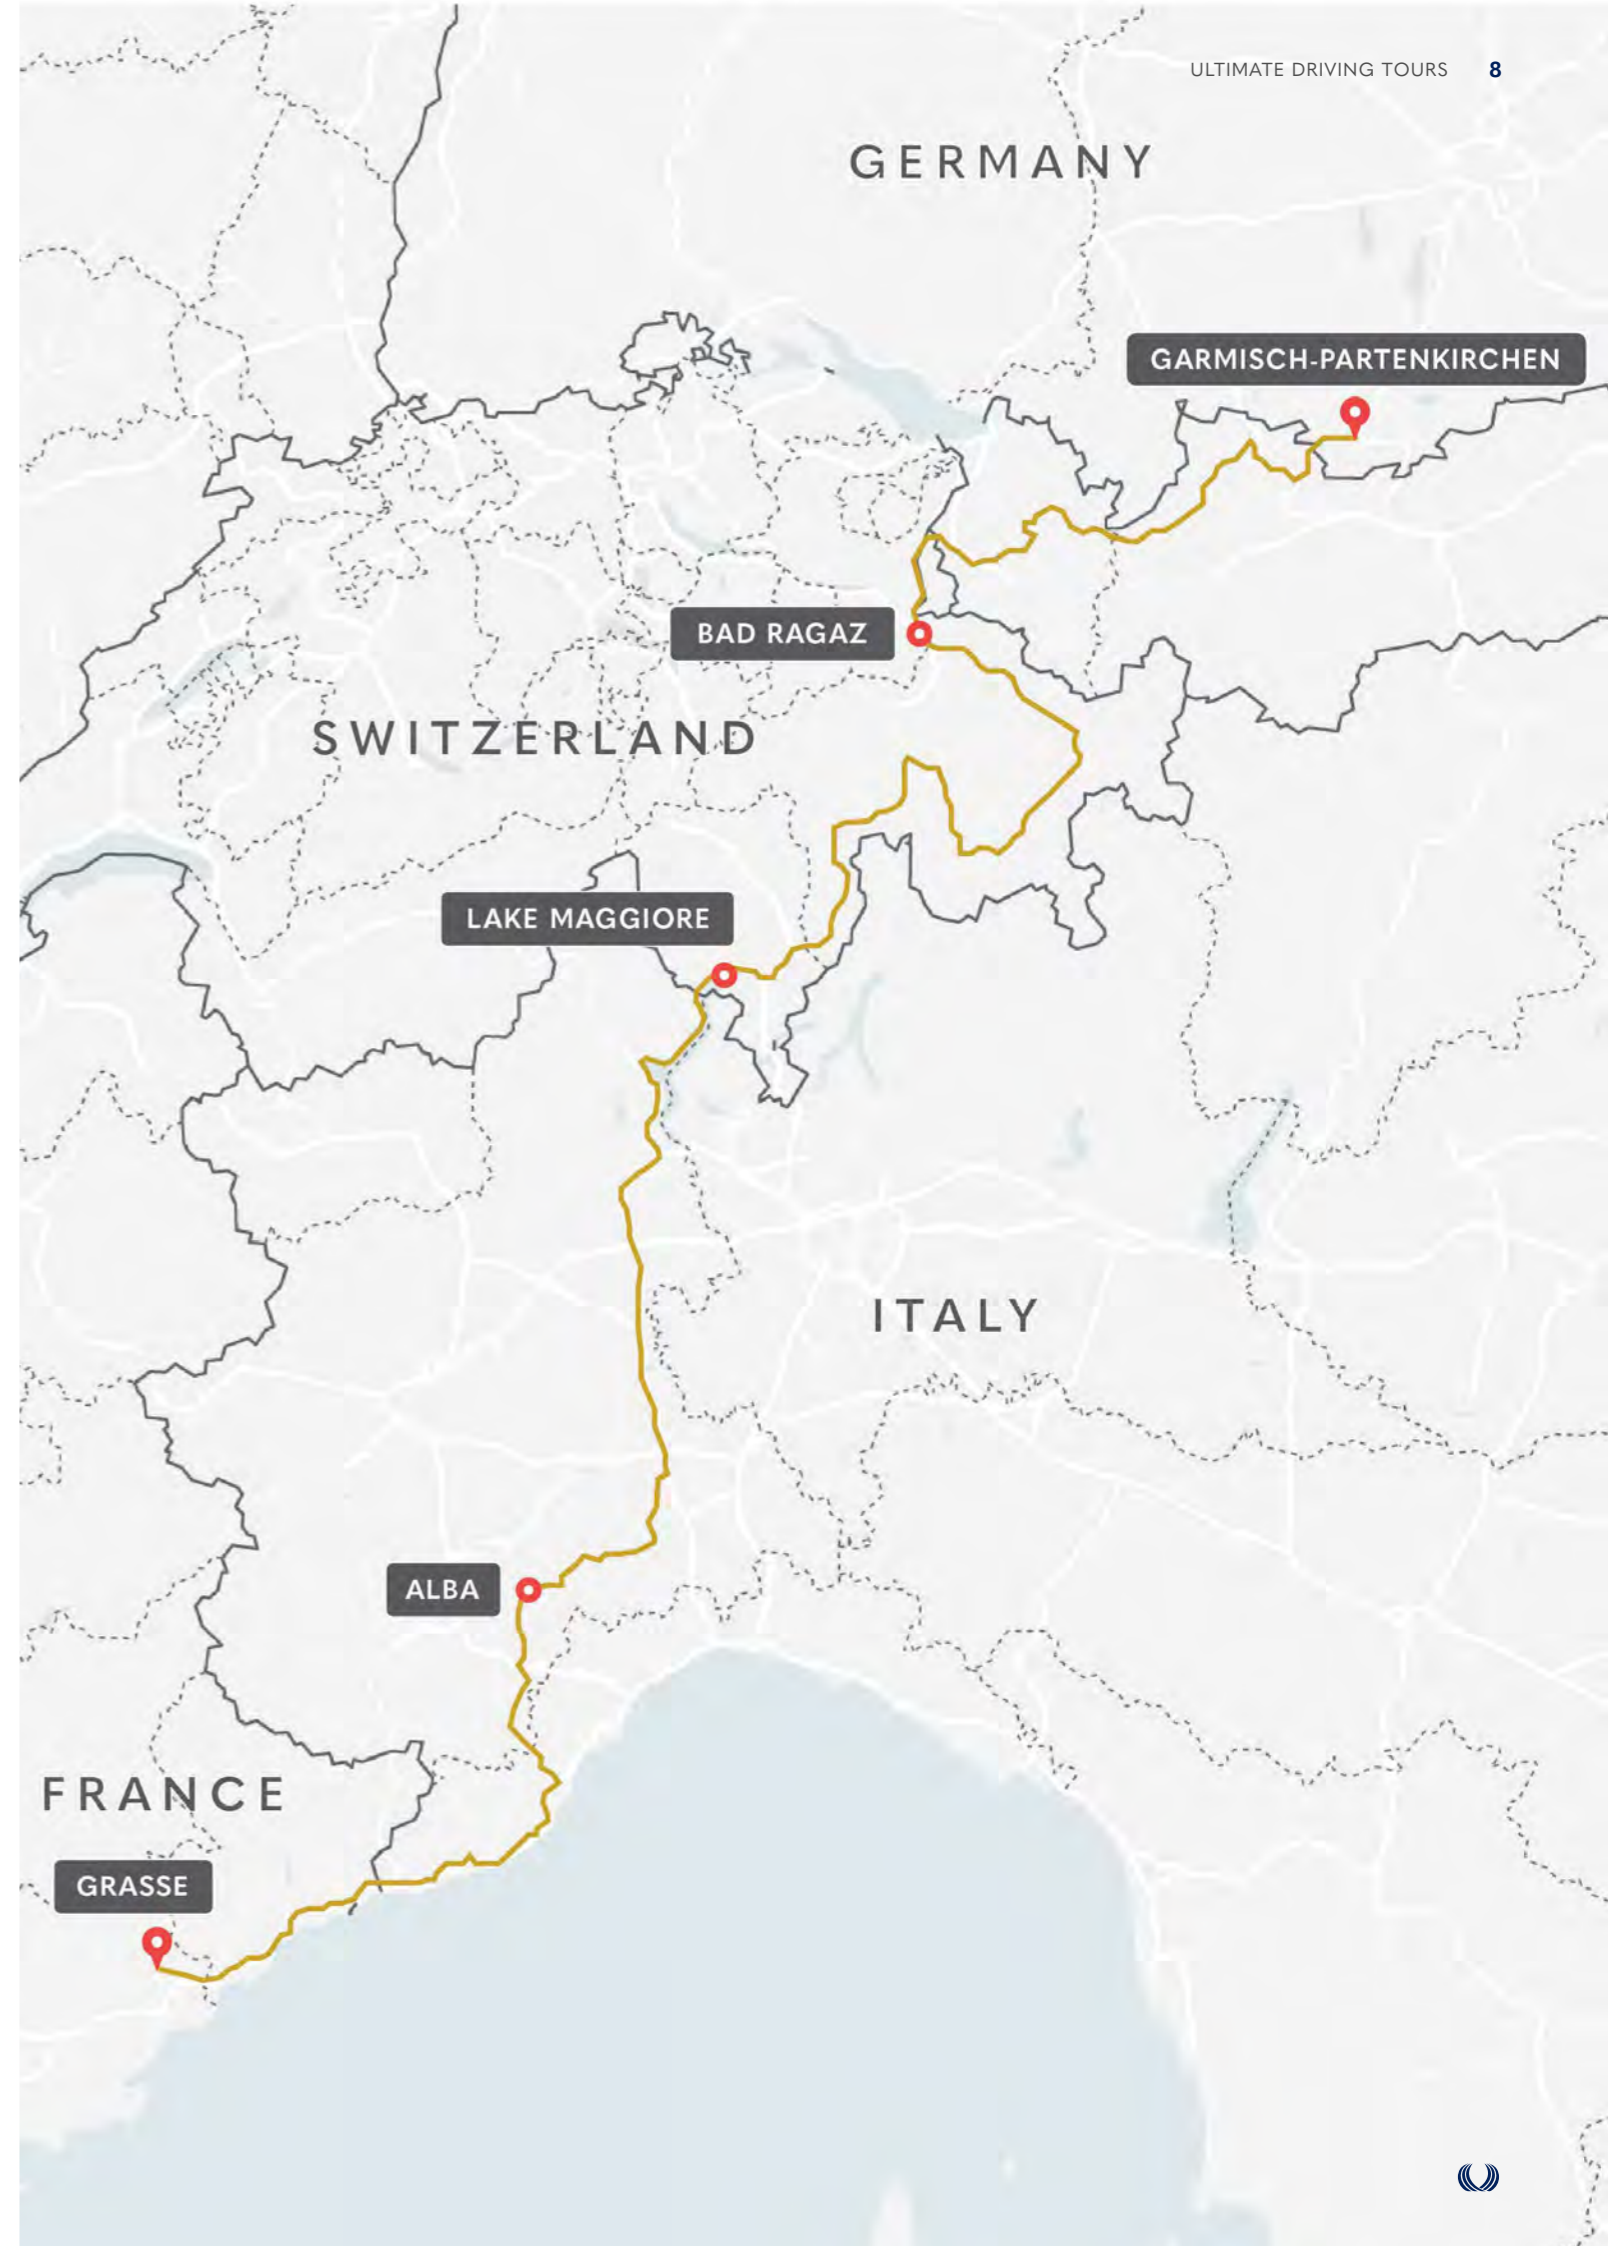 ULTIMATE DRIVING TOURS 8
GERMANY
GARMISCH-PARTENKIRCHEN
BAD RAGAZ
SWITZERLAND
LAKE MAGGIORE
ITALY
ALBA
FRANCE
GRASSE